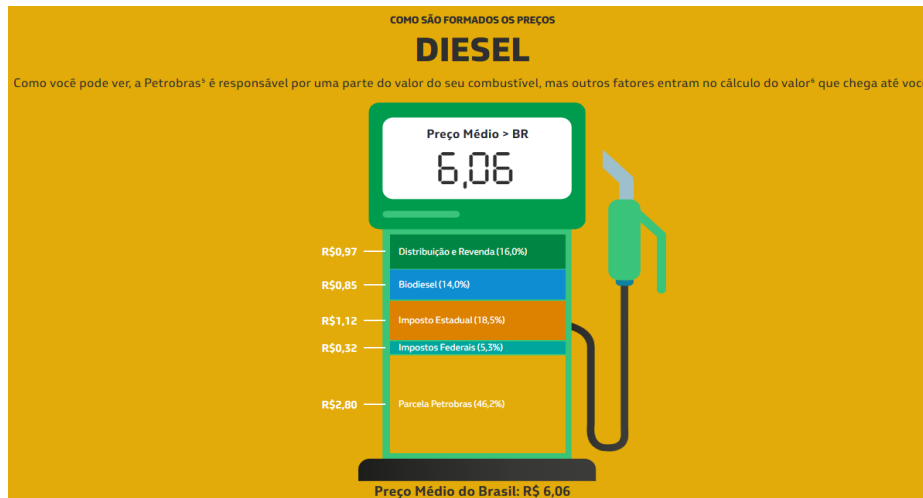 COMO SÃO FORMADOS OS PREÇOS
DIESEL
Como você pode ver, a Petrobras⁵ é responsável por uma parte do valor do seu combustível, mas outros fatores entram no cálculo do valor⁶ que chega até você
Preço Médio > BR
6,06
R$0,97 Distribuição e Revenda (16,0%)
R$0,85 Biodiesel (14,0%)
R$1,12 Imposto Estadual (18,5%)
R$0,32 Impostos Federais (5,3%)
R$2,80 Parcela Petrobras (46,2%)
Preço Médio do Brasil: R$ 6,06